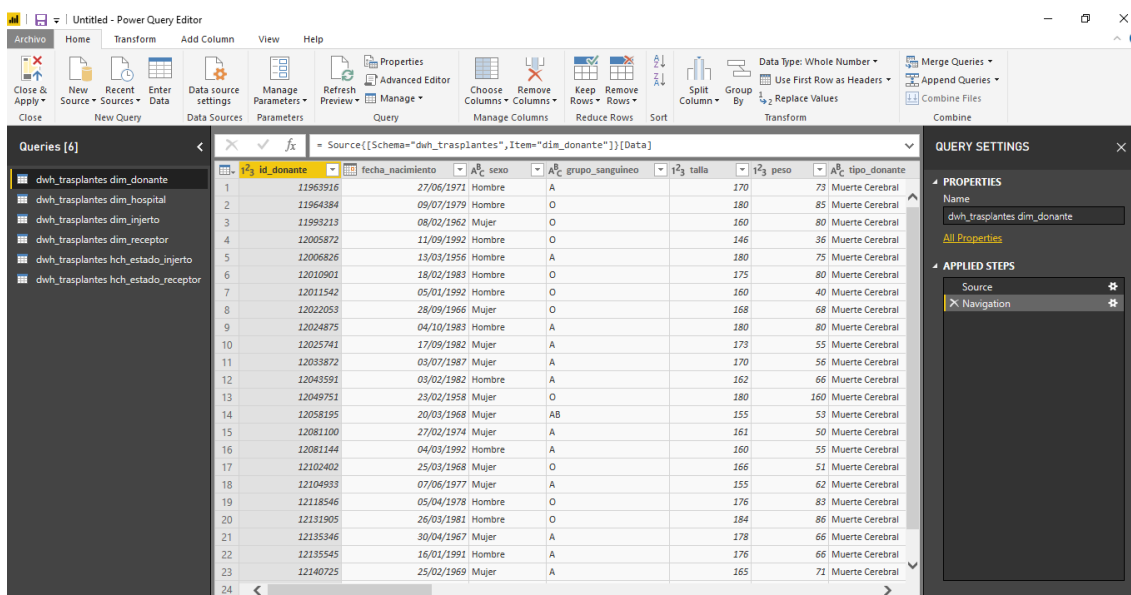 Untitled - Power Query Editor
Archivo Home Transform Add Column View Help
Close & Apply New Source Recent Sources Enter Data Data source settings Manage Parameters Refresh Preview Properties Advanced Editor Manage Choose Columns Remove Columns Keep Rows Remove Rows Split Column Group By Data Type: Whole Number Use First Row as Headers Replace Values Merge Queries Append Queries Combine Files
Close New Query Data Sources Parameters Query Manage Columns Reduce Rows Sort Transform Combine
Queries [6]
dwh_trasplantes dim_donante
dwh_trasplantes dim_hospital
dwh_trasplantes dim_injerto
dwh_trasplantes dim_receptor
dwh_trasplantes hch_estado_injerto
dwh_trasplantes hch_estado_receptor
fx = Source{[Schema="dwh_trasplantes",Item="dim_donante"]}[Data]
1²3 id_donante fecha_nacimiento ABC sexo ABC grupo_sanguineo 1²3 talla 1²3 peso ABC tipo_donante
1 11963916 27/06/1971 Hombre A 170 73 Muerte Cerebral
2 11964384 09/07/1979 Hombre O 180 85 Muerte Cerebral
3 11993213 08/02/1962 Mujer O 160 80 Muerte Cerebral
4 12005872 11/09/1992 Hombre O 146 36 Muerte Cerebral
5 12006826 13/03/1956 Hombre A 180 75 Muerte Cerebral
6 12010901 18/02/1983 Hombre O 175 80 Muerte Cerebral
7 12011542 05/01/1992 Hombre O 160 40 Muerte Cerebral
8 12022053 28/09/1966 Mujer O 168 68 Muerte Cerebral
9 12024875 04/10/1983 Hombre A 180 80 Muerte Cerebral
10 12025741 17/09/1982 Mujer A 173 55 Muerte Cerebral
11 12033872 03/07/1987 Mujer A 170 56 Muerte Cerebral
12 12043591 03/02/1982 Hombre A 162 66 Muerte Cerebral
13 12049751 23/02/1958 Mujer O 180 160 Muerte Cerebral
14 12058195 20/03/1968 Mujer AB 155 53 Muerte Cerebral
15 12081100 27/02/1974 Mujer A 161 50 Muerte Cerebral
16 12081144 04/03/1992 Hombre A 160 55 Muerte Cerebral
17 12102402 25/03/1968 Mujer O 166 51 Muerte Cerebral
18 12104933 07/06/1977 Mujer A 155 62 Muerte Cerebral
19 12118546 05/04/1978 Hombre O 176 83 Muerte Cerebral
20 12131905 26/03/1981 Hombre O 184 86 Muerte Cerebral
21 12135346 30/04/1967 Mujer A 178 66 Muerte Cerebral
22 12135545 16/01/1991 Hombre A 176 66 Muerte Cerebral
23 12140725 25/02/1969 Mujer A 165 71 Muerte Cerebral
24
QUERY SETTINGS
PROPERTIES
Name
dwh_trasplantes dim_donante
All Properties
APPLIED STEPS
Source
Navigation